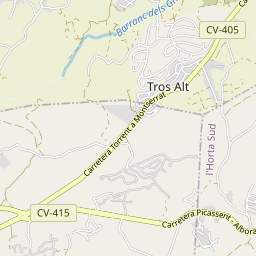 Barranc dels G
CV-405
Tros Alt
Carretera Torrent a Montserrat
l'Horta Sud
CV-415
Carretera Picassent - Albora